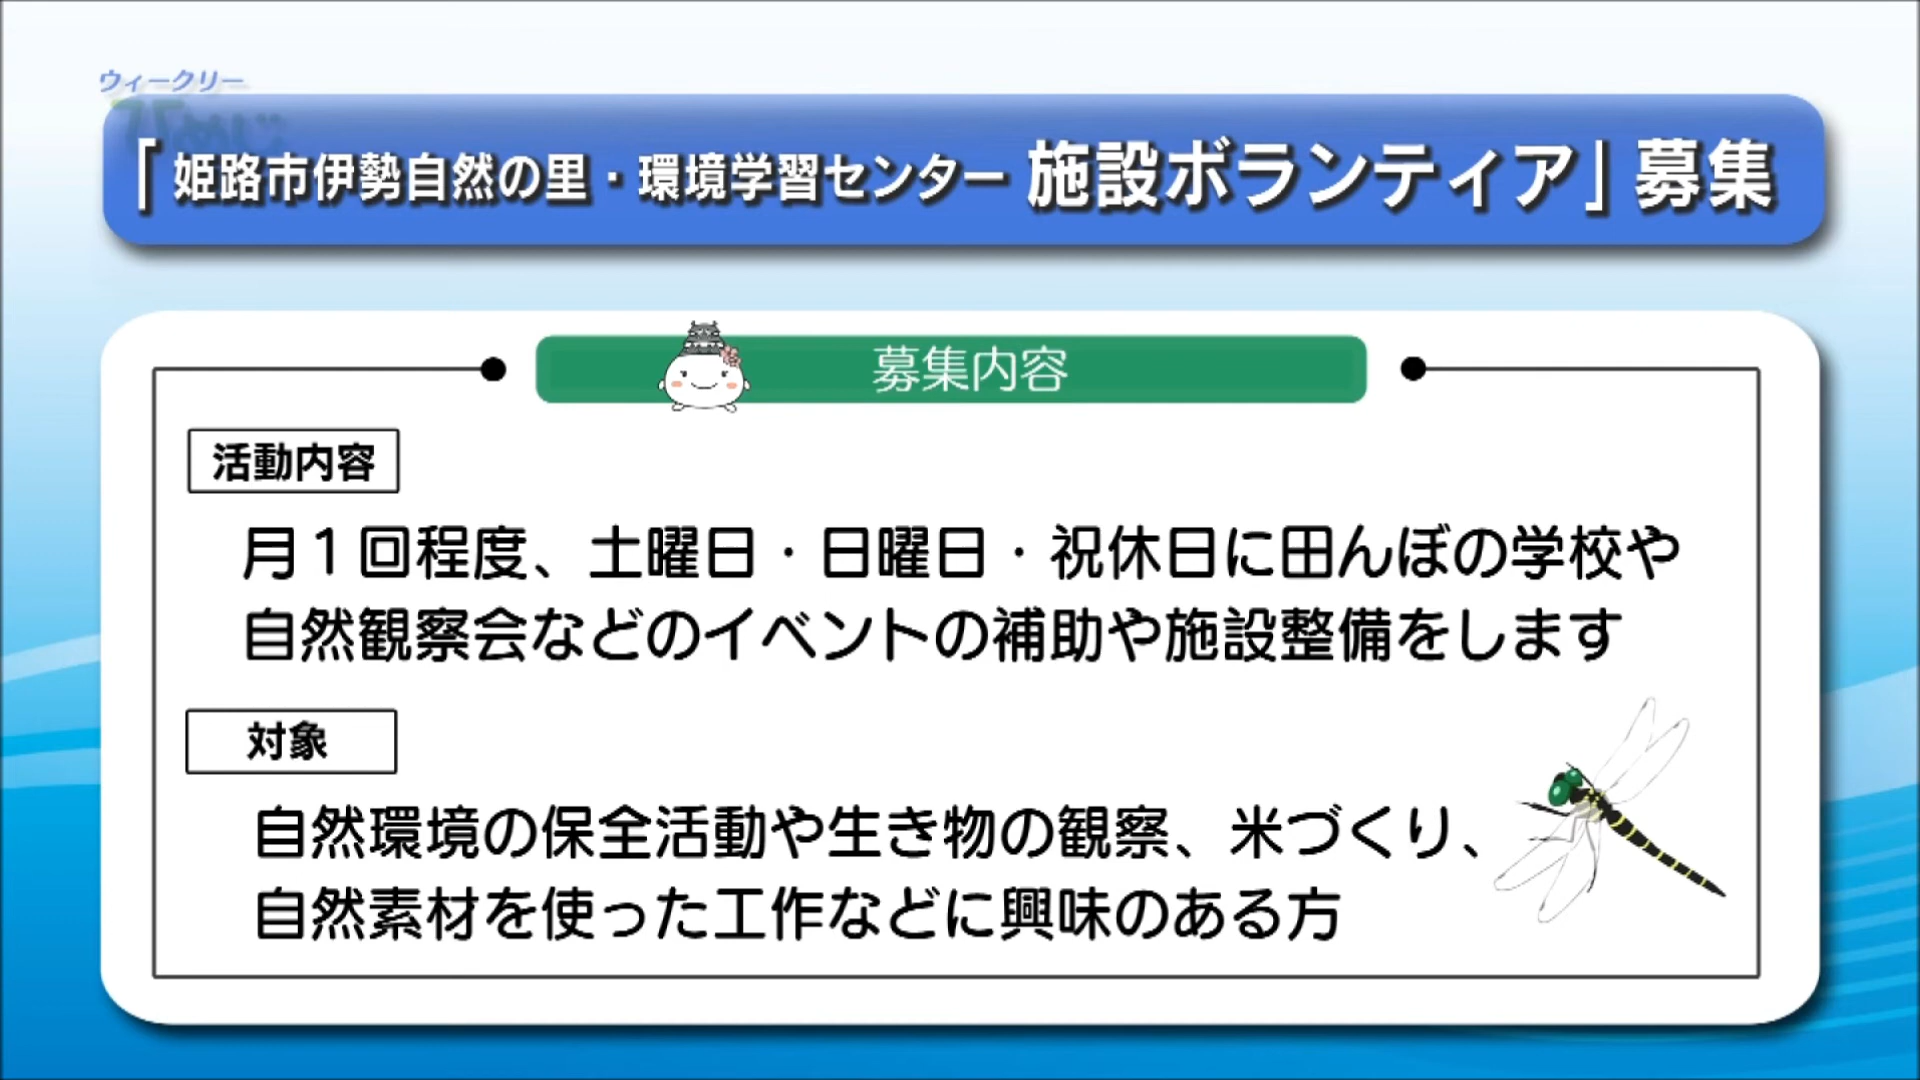 ウィークリー
ひめじ
「姫路市伊勢自然の里・環境学習センター 施設ボランティア」募集
募集内容
活動内容
月１回程度、土曜日・日曜日・祝休日に田んぼの学校や
自然観察会などのイベントの補助や施設整備をします
対象
自然環境の保全活動や生き物の観察、米づくり、
自然素材を使った工作などに興味のある方